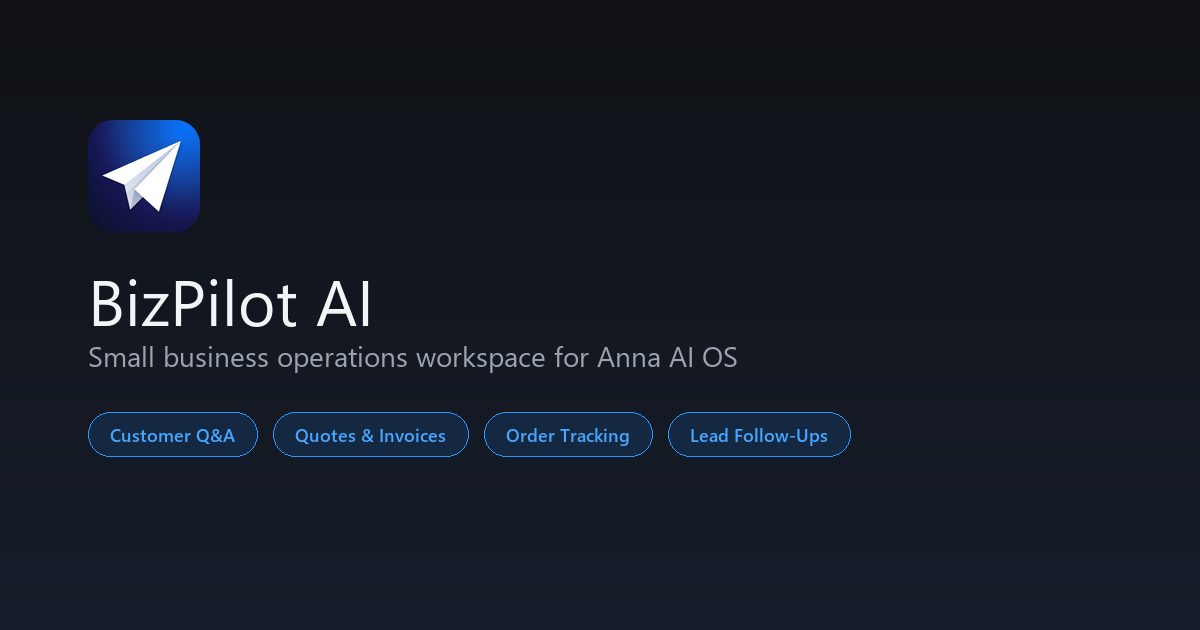 BizPilot AI
Small business operations workspace for Anna AI OS
Customer Q&A
Quotes & Invoices
Order Tracking
Lead Follow-Ups